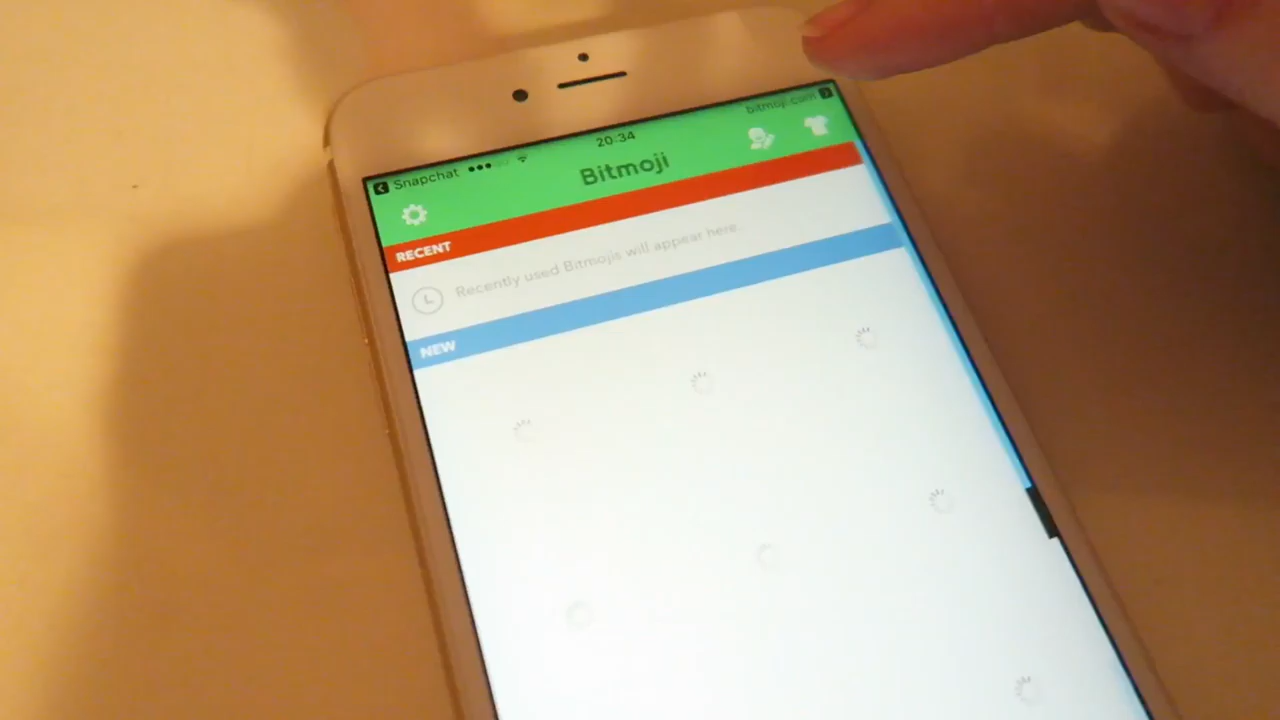 Snapchat 20:34 bitmoji.com
Bitmoji
RECENT
Recently used Bitmojis will appear here.
NEW